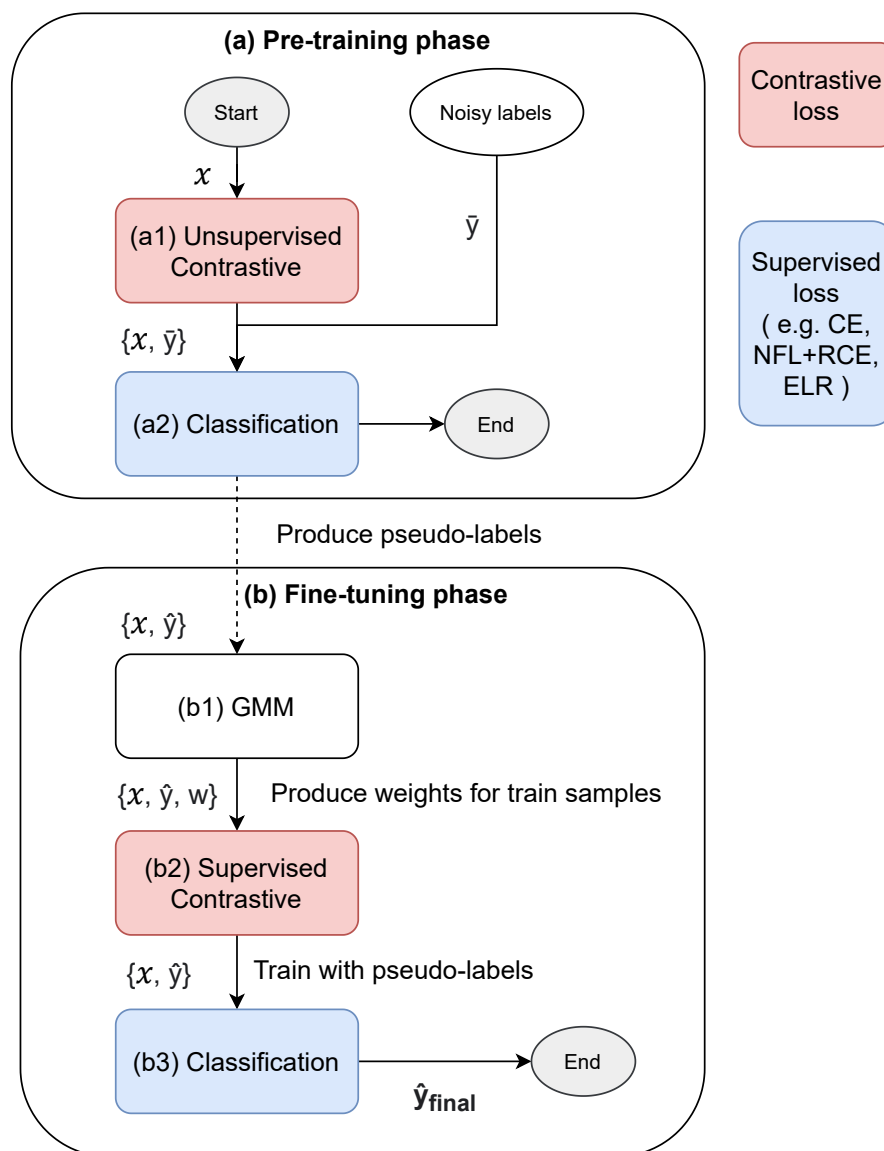 (a) Pre-training phase
Start
Noisy labels
x
(a1) Unsupervised
Contrastive
ȳ
{x, ȳ}
(a2) Classification
End
Produce pseudo-labels
(b) Fine-tuning phase
{x, ŷ}
(b1) GMM
{x, ŷ, w}
Produce weights for train samples
(b2) Supervised
Contrastive
{x, ŷ}
Train with pseudo-labels
(b3) Classification
End
ŷfinal
Contrastive
loss
Supervised
loss
( e.g. CE,
NFL+RCE,
ELR )